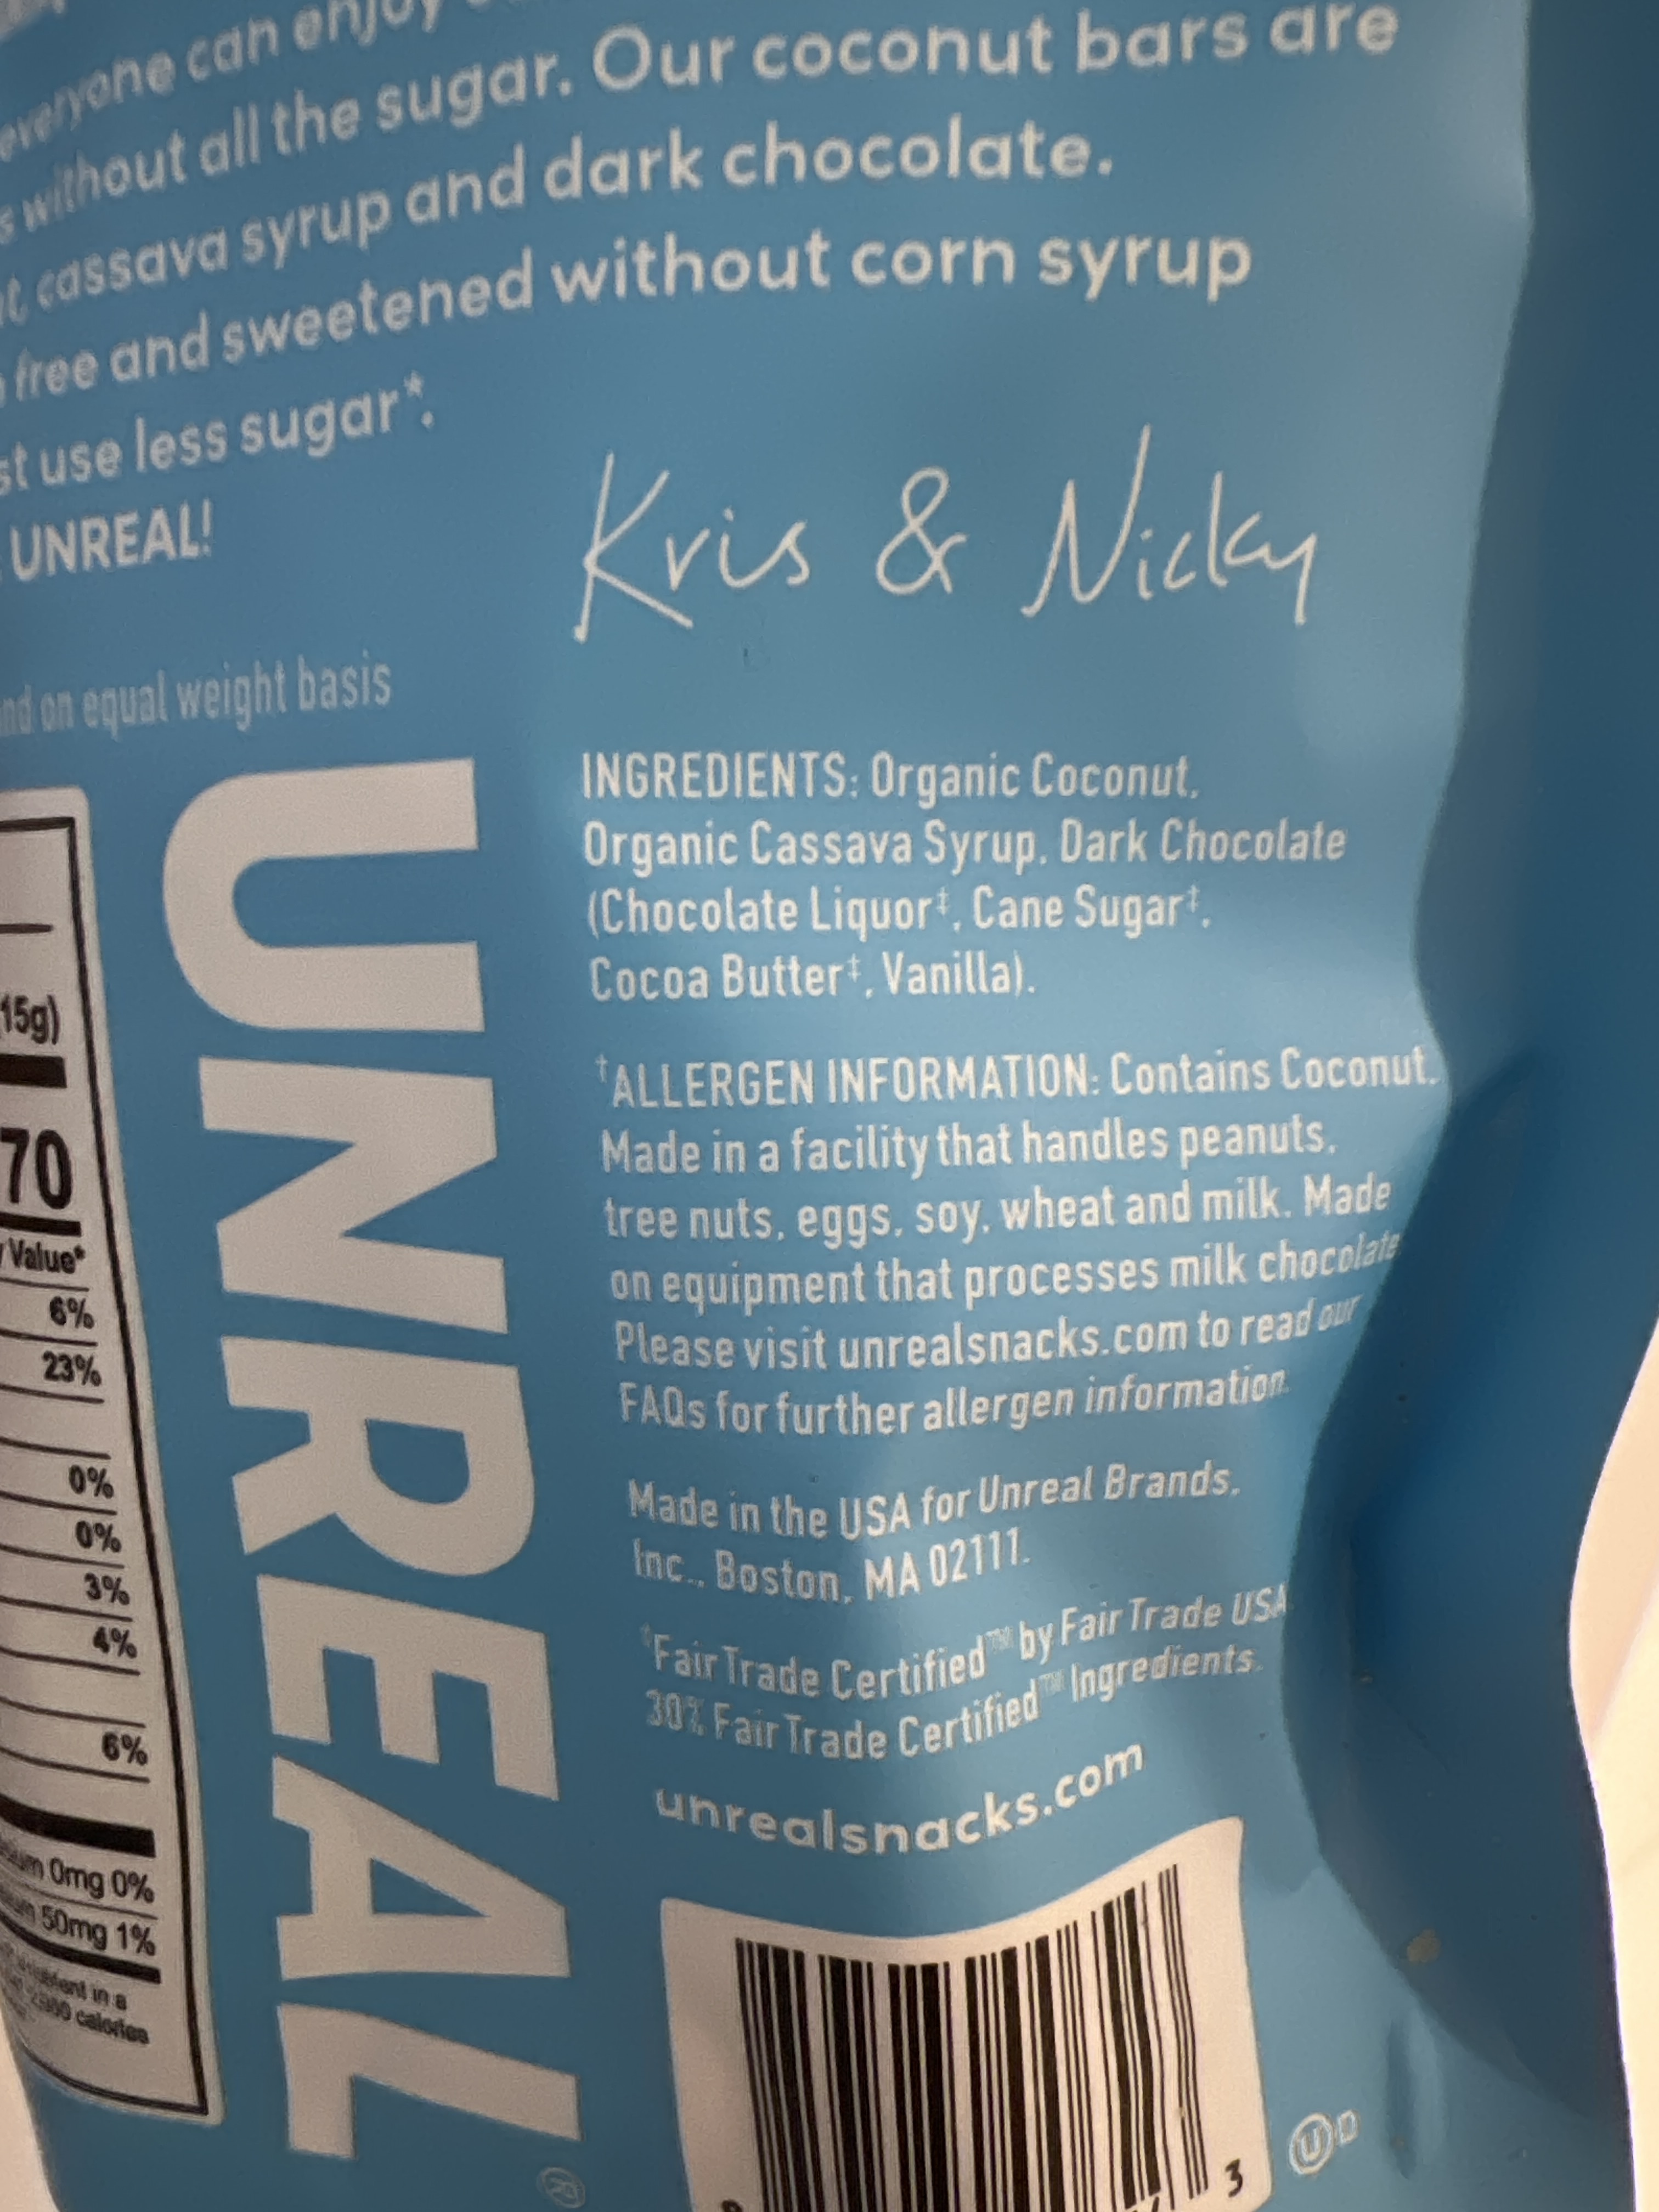 everyone can enjoy
without all the sugar. Our coconut bars are
cassava syrup and dark chocolate.
free and sweetened without corn syrup
use less sugar*.
UNREAL!
Kris & Nicky
on equal weight basis
15g)
70
Value*
6%
23%
0%
0%
3%
4%
6%
0mg 0%
50mg 1%
in a
calories
UNREAL
INGREDIENTS: Organic Coconut,
Organic Cassava Syrup, Dark Chocolate
(Chocolate Liquor‡, Cane Sugar‡,
Cocoa Butter‡, Vanilla).
†ALLERGEN INFORMATION: Contains Coconut.
Made in a facility that handles peanuts,
tree nuts, eggs, soy, wheat and milk. Made
on equipment that processes milk chocolate.
Please visit unrealsnacks.com to read our
FAQs for further allergen information.
Made in the USA for Unreal Brands,
Inc., Boston, MA 02111.
‡Fair Trade Certified™ by Fair Trade USA
30% Fair Trade Certified™ Ingredients.
unrealsnacks.com
3
U